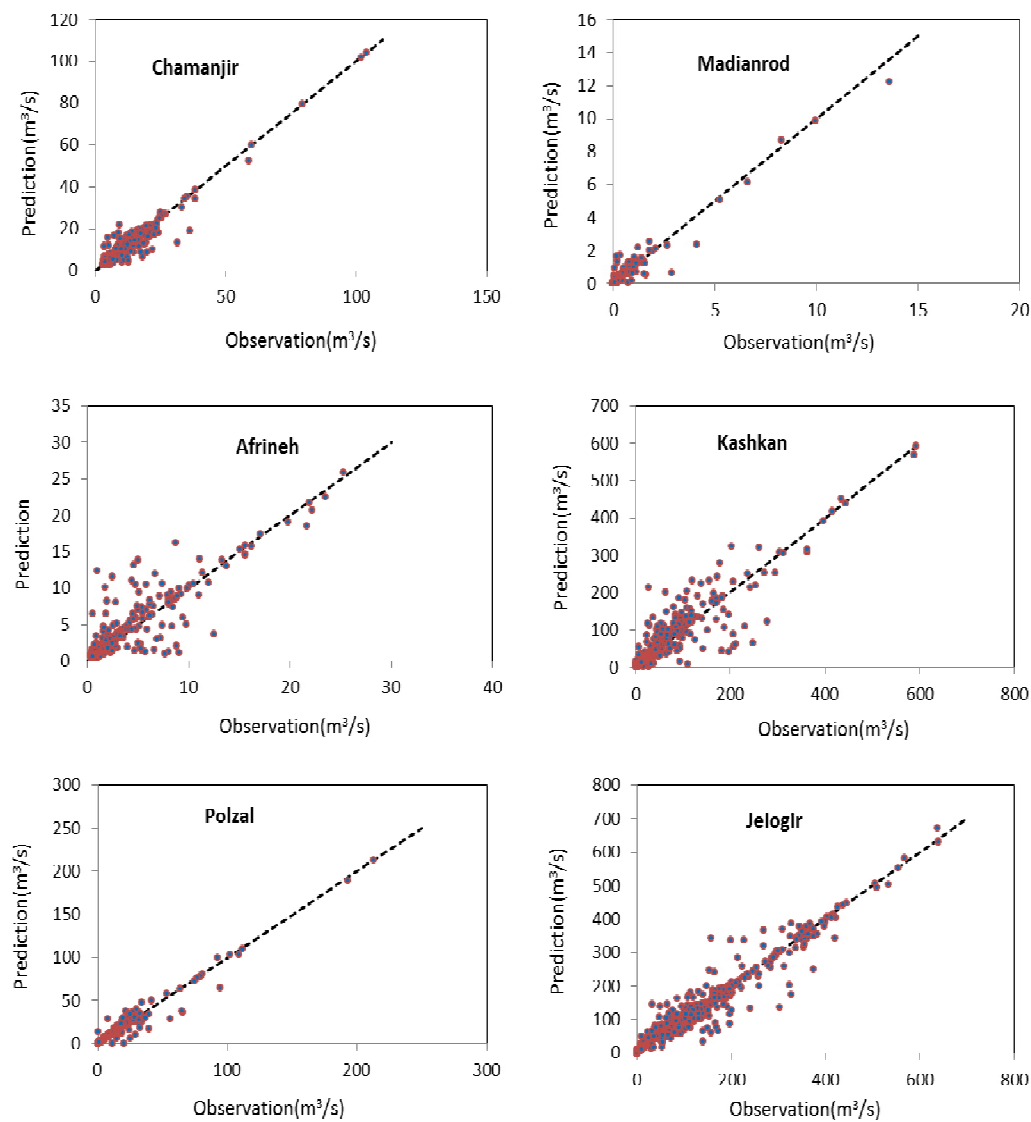 Chamanjir
Prediction(m³/s)
120
100
80
60
40
20
0
0 50 100 150
Observation(m³/s)
Madianrod
Prediction(m³/s)
16
14
12
10
8
6
4
2
0
0 5 10 15 20
Observation(m³/s)
Afrineh
Prediction
35
30
25
20
15
10
5
0
0 10 20 30 40
Observation(m³/s)
Kashkan
Prediction(m³/s)
700
600
500
400
300
200
100
0
0 200 400 600 800
Observation(m³/s)
Polzal
Prediction(m³/s)
300
250
200
150
100
50
0
0 100 200 300
Observation(m³/s)
Jelogir
Prediction(m³/s)
800
700
600
500
400
300
200
100
0
0 200 400 600 800
Observation(m³/s)